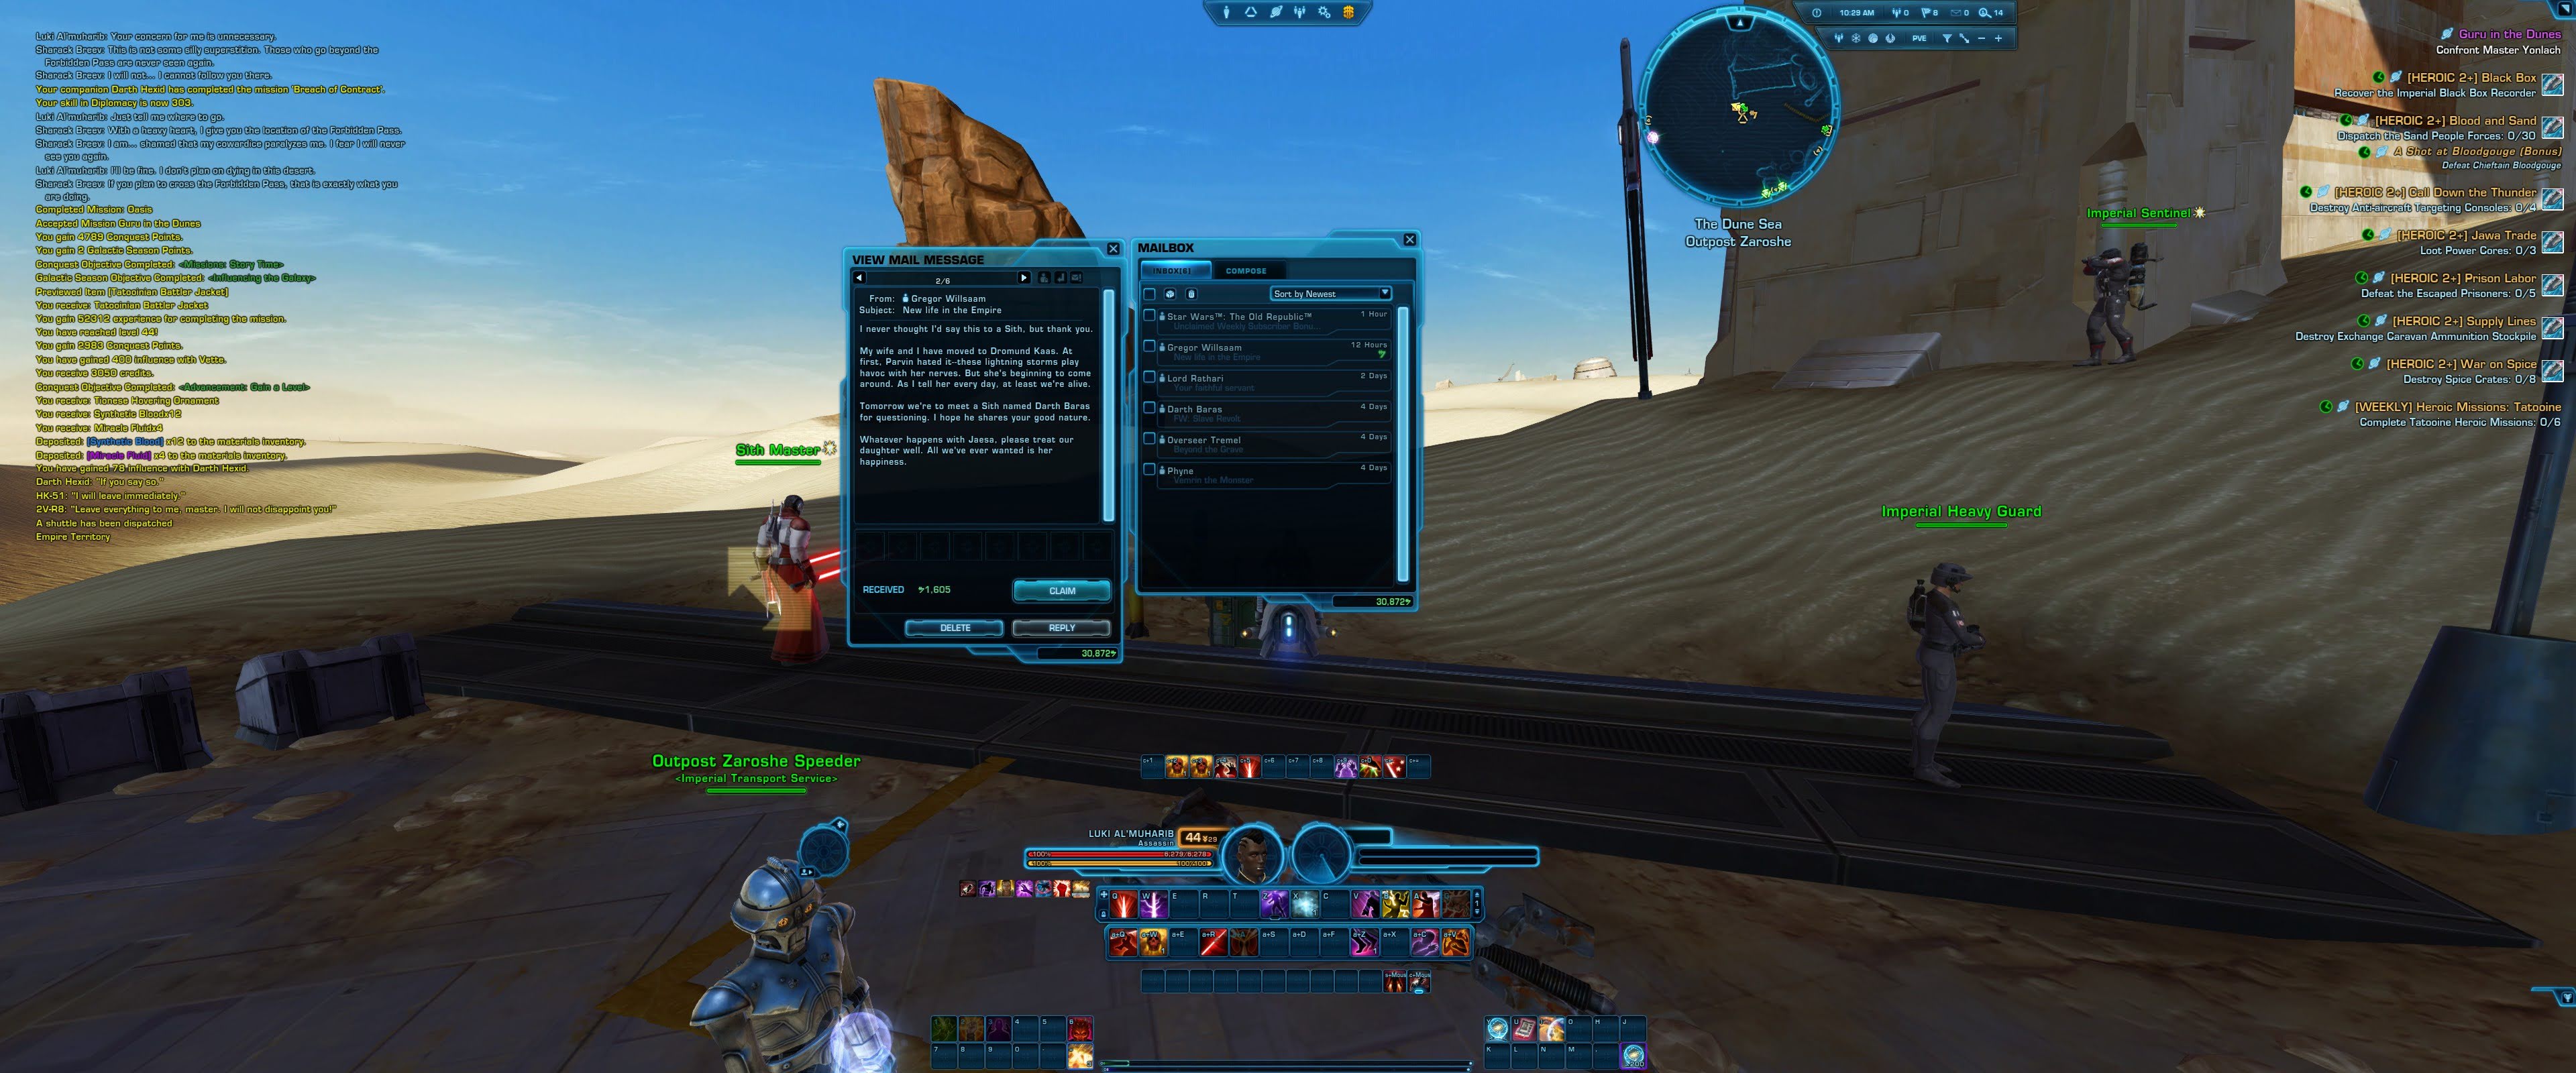 Luki Al'muharib: Your concern for me is unnecessary.
Sharack Breev: This is not some silly superstition. Those who go beyond the
Forbidden Pass are never seen again.
Sharack Breev: I will not... I cannot follow you there.
Your companion Darth Hexid has completed the mission 'Breach of Contract'.
Your skill in Diplomacy is now 303.
Luki Al'muharib: Just tell me where to go.
Sharack Breev: With a heavy heart, I give you the location of the Forbidden Pass.
Sharack Breev: I am... shamed that my cowardice paralyzes me. I fear I will never
see you again.
Luki Al'muharib: I'll be fine. I don't plan on dying in this desert.
Sharack Breev: If you plan to cross the Forbidden Pass, that is exactly what you
are doing.
Completed Mission: Oasis
Accepted Mission Guru in the Dunes
You gain 4789 Conquest Points.
You gain 2 Galactic Season Points.
Conquest Objective Completed: <Missions: Story Time>
Galactic Season Objective Completed: <Influencing the Galaxy>
Previewed Item [Tatooinian Battler Jacket]
You receive: Tatooinian Battler Jacket
You gain 52312 experience for completing the mission.
You have reached level 44!
You gain 2983 Conquest Points.
You have gained 400 influence with Vette.
You receive 3050 credits.
Conquest Objective Completed: <Advancement: Gain a Level>
You receive: Tionese Hovering Ornament
You receive: Synthetic Bloodx12
You receive: Miracle Fluidx4
Deposited: [Synthetic Blood] x12 to the materials inventory.
Deposited: [Miracle Fluid] x4 to the materials inventory.
You have gained 78 influence with Darth Hexid.
Darth Hexid: "If you say so."
HK-51: "I will leave immediately."
2V-R8: "Leave everything to me, master. I will not disappoint you!"
A shuttle has been dispatched
Empire Territory
VIEW MAIL MESSAGE
2/6
From: Gregor Willsaam
Subject: New life in the Empire
I never thought I'd say this to a Sith, but thank you.
My wife and I have moved to Dromund Kaas. At
first, Parvin hated it-these lightning storms play
havoc with her nerves. But she's beginning to come
around. As I tell her every day, at least we're alive.
Tomorrow we're to meet a Sith named Darth Baras
for questioning. I hope he shares your good nature.
Whatever happens with Jaesa, please treat our
daughter well. All we've ever wanted is her
happiness.
RECEIVED 1,605
CLAIM
DELETE REPLY
30,872
MAILBOX
INBOX[6] COMPOSE
Sort by Newest
Star Wars™: The Old Republic™ 1 Hour
Unclaimed Weekly Subscriber Bonu...
Gregor Willsaam 12 Hours
New life in the Empire
Lord Rathari 2 Days
Your faithful servant
Darth Baras 4 Days
FW: Slave Revolt
Overseer Tremel 4 Days
Beyond the Grave
Phyne 4 Days
Vemrin the Monster
30,872
10:29 AM 0 8 0 14
PVE
The Dune Sea
Outpost Zaroshe
Guru in the Dunes
Confront Master Yonlach
[HEROIC 2+] Black Box
Recover the Imperial Black Box Recorder
[HEROIC 2+] Blood and Sand
Dispatch the Sand People Forces: 0/30
A Shot at Bloodgouge (Bonus)
Defeat Chieftain Bloodgouge
[HEROIC 2+] Call Down the Thunder
Destroy Anti-aircraft Targeting Consoles: 0/4
[HEROIC 2+] Jawa Trade
Loot Power Cores: 0/3
[HEROIC 2+] Prison Labor
Defeat the Escaped Prisoners: 0/5
[HEROIC 2+] Supply Lines
Destroy Exchange Caravan Ammunition Stockpile
[HEROIC 2+] War on Spice
Destroy Spice Crates: 0/8
[WEEKLY] Heroic Missions: Tatooine
Complete Tatooine Heroic Missions: 0/6
Imperial Sentinel
Sith Master
Imperial Heavy Guard
Outpost Zaroshe Speeder
<Imperial Transport Service>
c+1 c+6 c+7 c+8
LUKI AL'MUHARIB 44 29
Assassin
100%
100% 100/100
Q W E R T Z X C V A
a+Q a+W a+E a+R a+S a+D a+F a+Z a+X a+C a+V
4 5 6
7 8 9 0
U O H J
K L N M